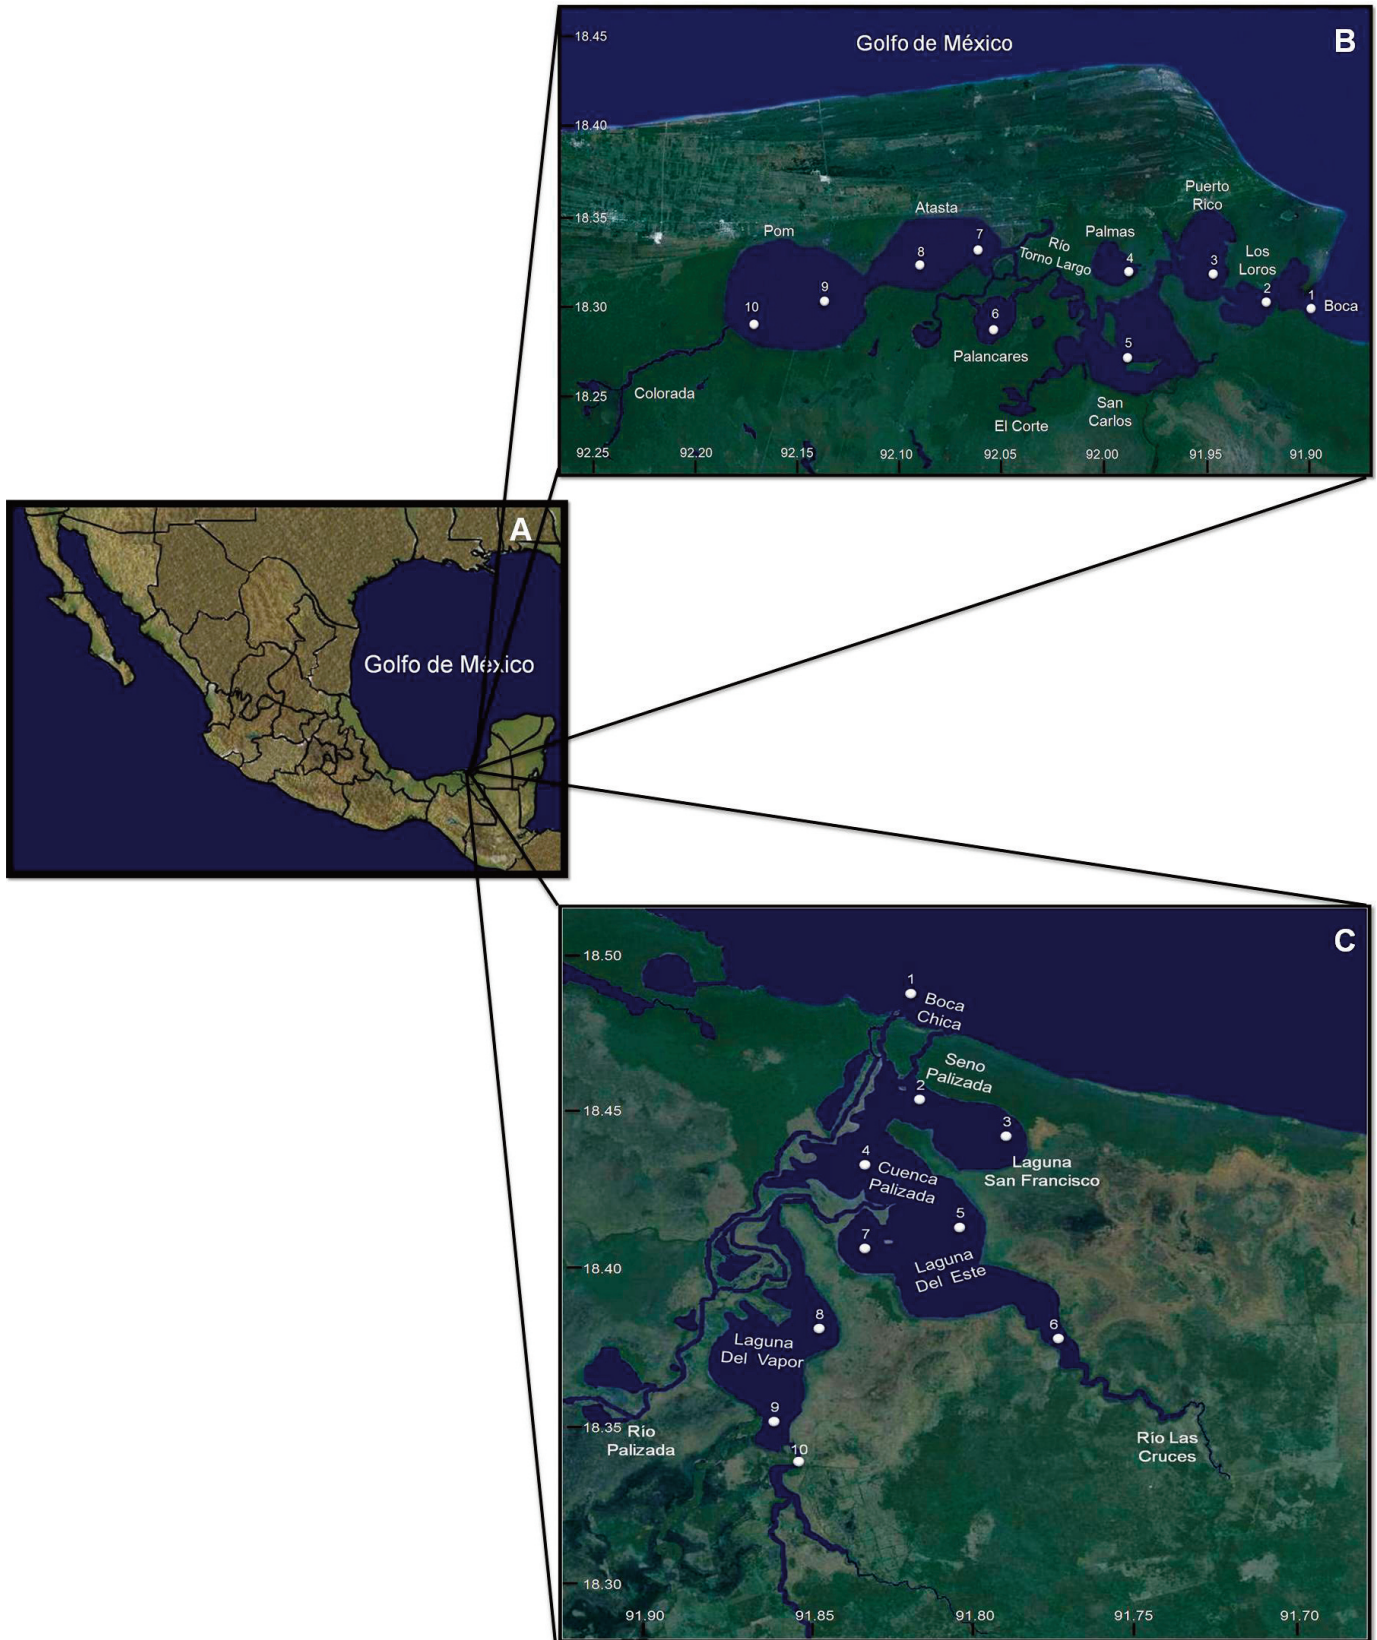 B
Golfo de México
18.45
18.40
18.35
18.30
18.25
Puerto
Rico
Atasta
Pom
7
Río
Torno Largo
Palmas
Los
Loros
8
4
3
9
2
1
Boca
10
6
Palancares
5
Colorada
San
Carlos
El Corte
92.25
92.20
92.15
92.10
92.05
92.00
91.95
91.90
A
Golfo de México
C
18.50
18.45
18.40
18.35
18.30
1
Boca
Chica
Seno
Palizada
2
3
Laguna
San Francisco
4
Cuenca
Palizada
5
7
Laguna
Del Este
6
8
Laguna
Del Vapor
9
Río
Palizada
10
Río Las
Cruces
91.90
91.85
91.80
91.75
91.70